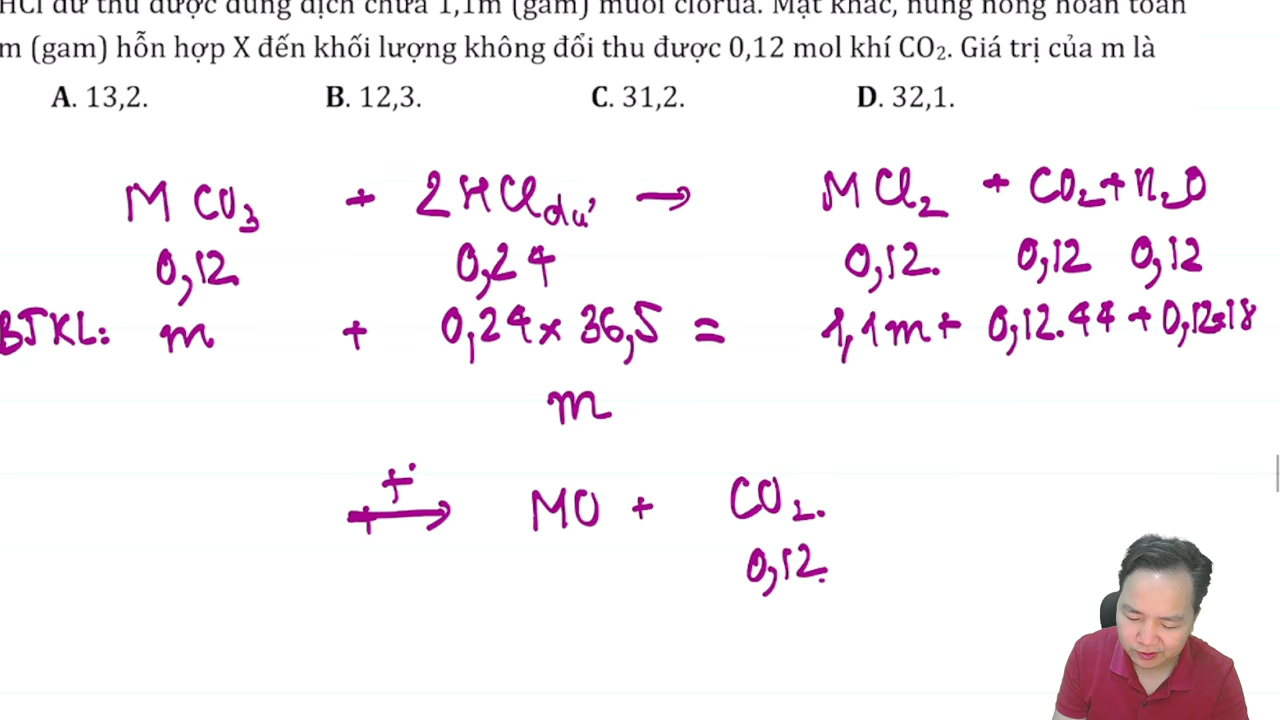 HCl dư thu được dung dịch chứa 1,1m (gam) muối clorua. Mặt khác, nung nóng hoàn toàn
m (gam) hỗn hợp X đến khối lượng không đổi thu được 0,12 mol khí CO₂. Giá trị của m là
A. 13,2. B. 12,3. C. 31,2. D. 32,1.
MCO₃ + 2HCl dư → MCl₂ + CO₂ + H₂O
0,12 0,24 0,12. 0,12 0,12
BTKL: m + 0,24 x 36,5 = 1,1m + 0,12.44 + 0,12.18
m
t°
→ MO + CO₂.
0,12.